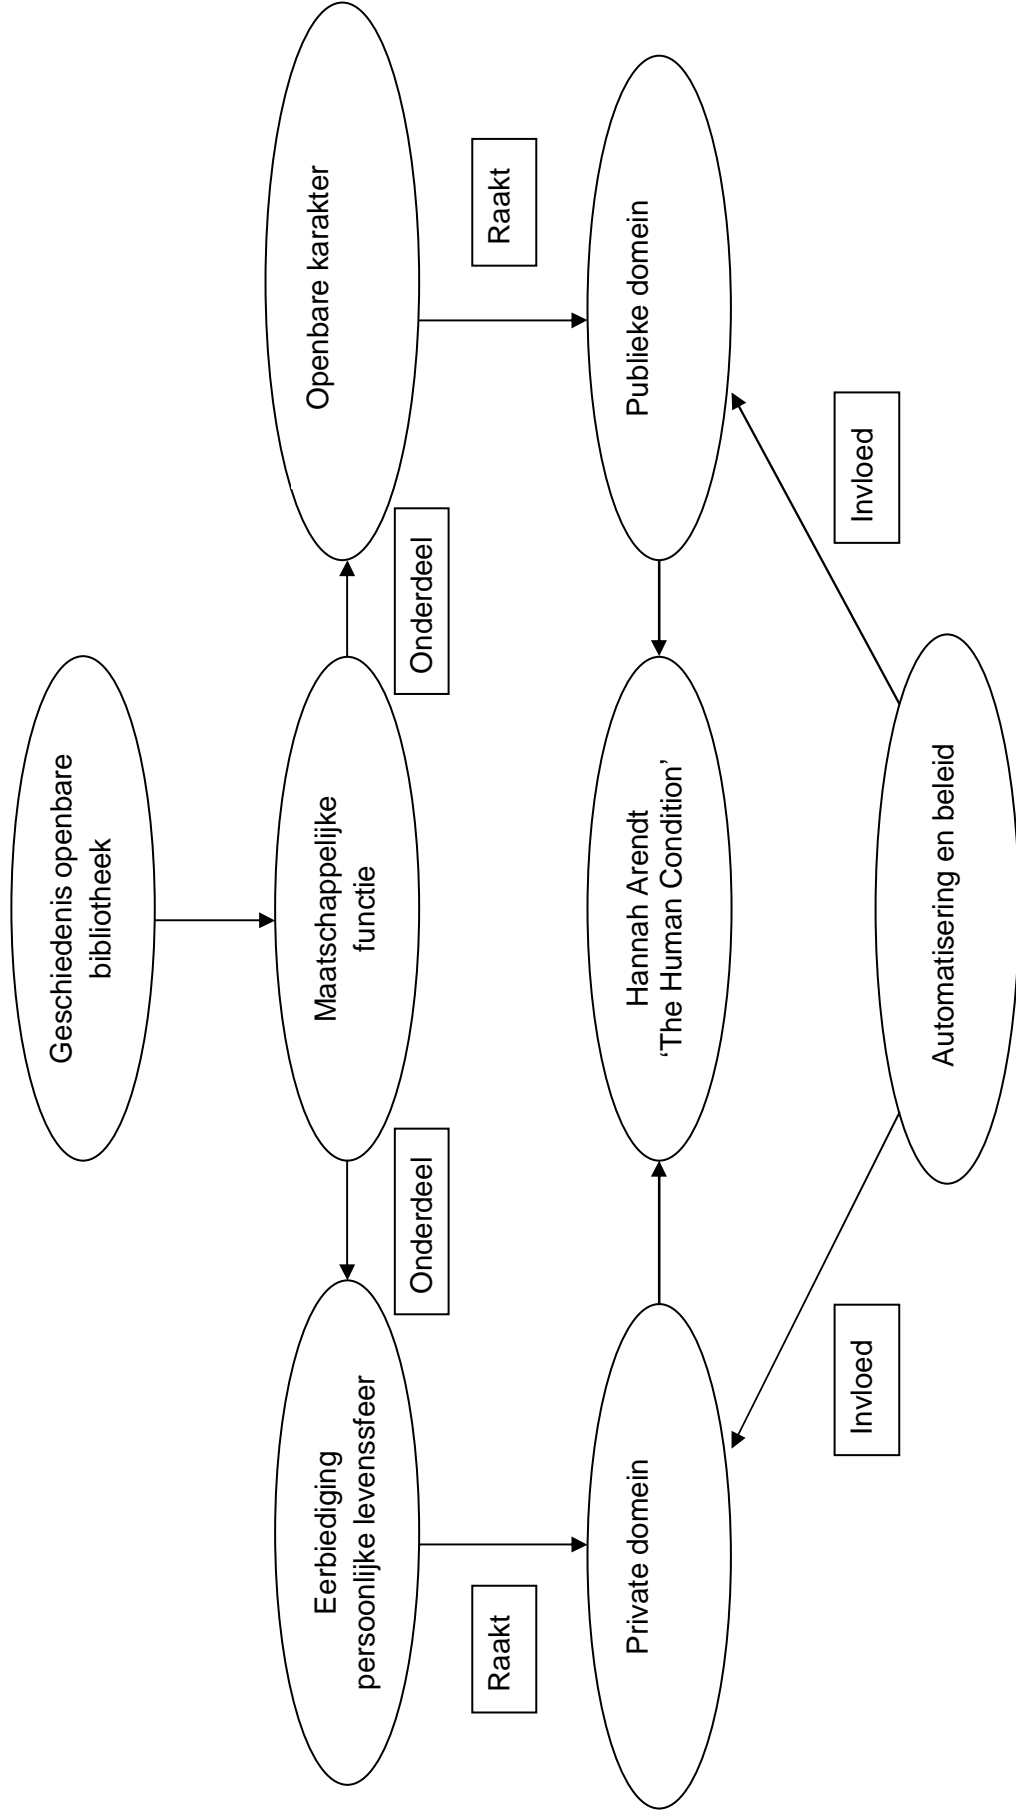 Geschiedenis openbare
bibliotheek
Eerbiediging
persoonlijke levenssfeer
Onderdeel
Maatschappelijke
functie
Onderdeel
Openbare karakter
Raakt
Raakt
Private domein
Hannah Arendt
‘The Human Condition’
Publieke domein
Invloed
Invloed
Automatisering en beleid